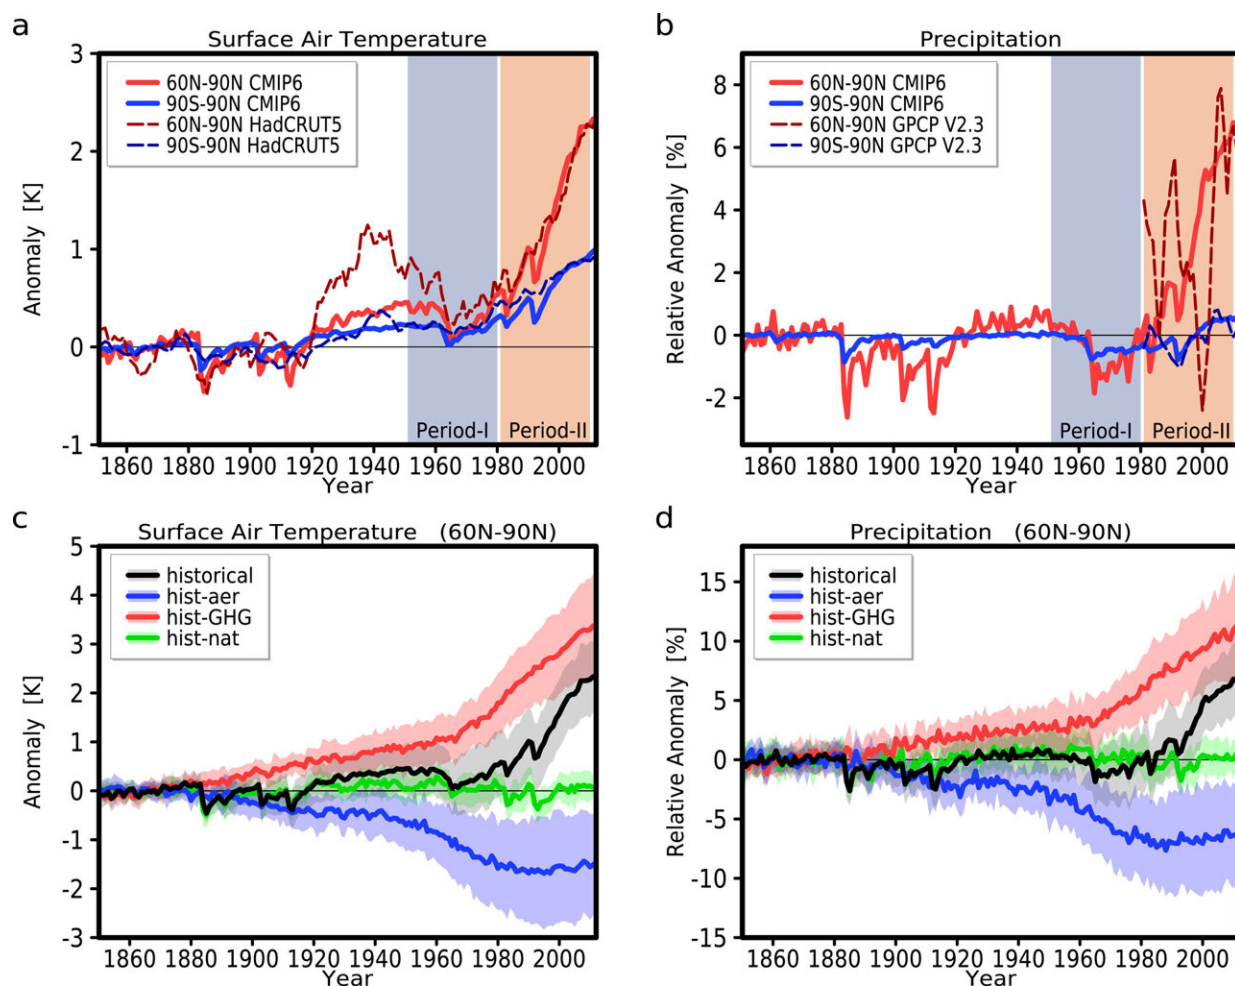 a
Surface Air Temperature
3
2
1
0
-1
Anomaly [K]
60N-90N CMIP6
90S-90N CMIP6
60N-90N HadCRUT5
90S-90N HadCRUT5
Period-I
Period-II
1860 1880 1900 1920 1940 1960 1980 2000
Year
b
Precipitation
8
6
4
2
0
-2
Relative Anomaly [%]
60N-90N CMIP6
90S-90N CMIP6
60N-90N GPCP V2.3
90S-90N GPCP V2.3
Period-I
Period-II
1860 1880 1900 1920 1940 1960 1980 2000
Year
c
Surface Air Temperature (60N-90N)
5
4
3
2
1
0
-1
-2
-3
Anomaly [K]
historical
hist-aer
hist-GHG
hist-nat
1860 1880 1900 1920 1940 1960 1980 2000
Year
d
Precipitation (60N-90N)
15
10
5
0
-5
-10
-15
Relative Anomaly [%]
historical
hist-aer
hist-GHG
hist-nat
1860 1880 1900 1920 1940 1960 1980 2000
Year